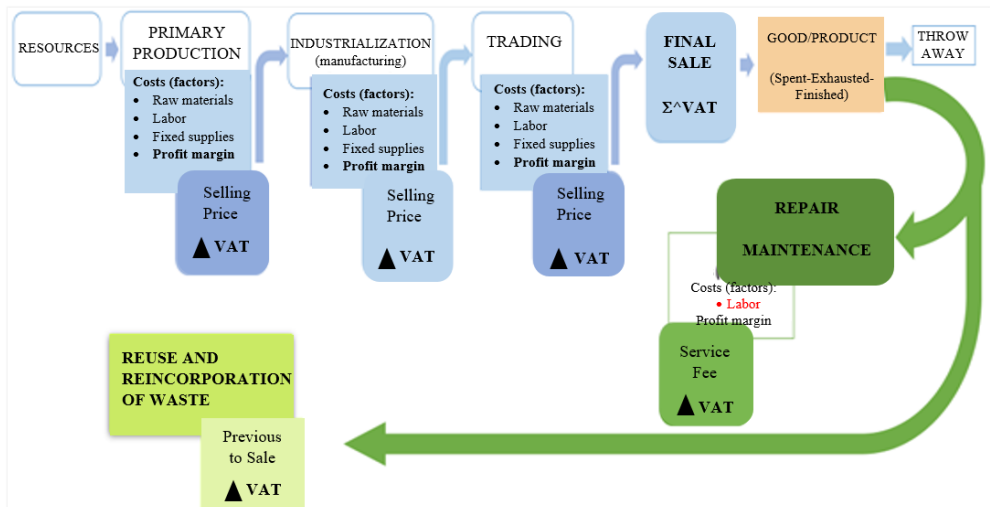 RESOURCES
PRIMARY
PRODUCTION
Costs (factors):
• Raw materials
• Labor
• Fixed supplies
• Profit margin
Selling
Price
▲ VAT
INDUSTRIALIZATION
(manufacturing)
Costs (factors):
• Raw materials
• Labor
• Fixed supplies
• Profit margin
Selling
Price
▲ VAT
TRADING
Costs (factors):
• Raw materials
• Labor
• Fixed supplies
• Profit margin
Selling
Price
▲ VAT
FINAL
SALE
Σ^VAT
GOOD/PRODUCT
(Spent-Exhausted-
Finished)
THROW
AWAY
REPAIR
MAINTENANCE
Costs (factors):
• Labor
Profit margin
Service
Fee
▲ VAT
REUSE AND
REINCORPORATION
OF WASTE
Previous
to Sale
▲ VAT